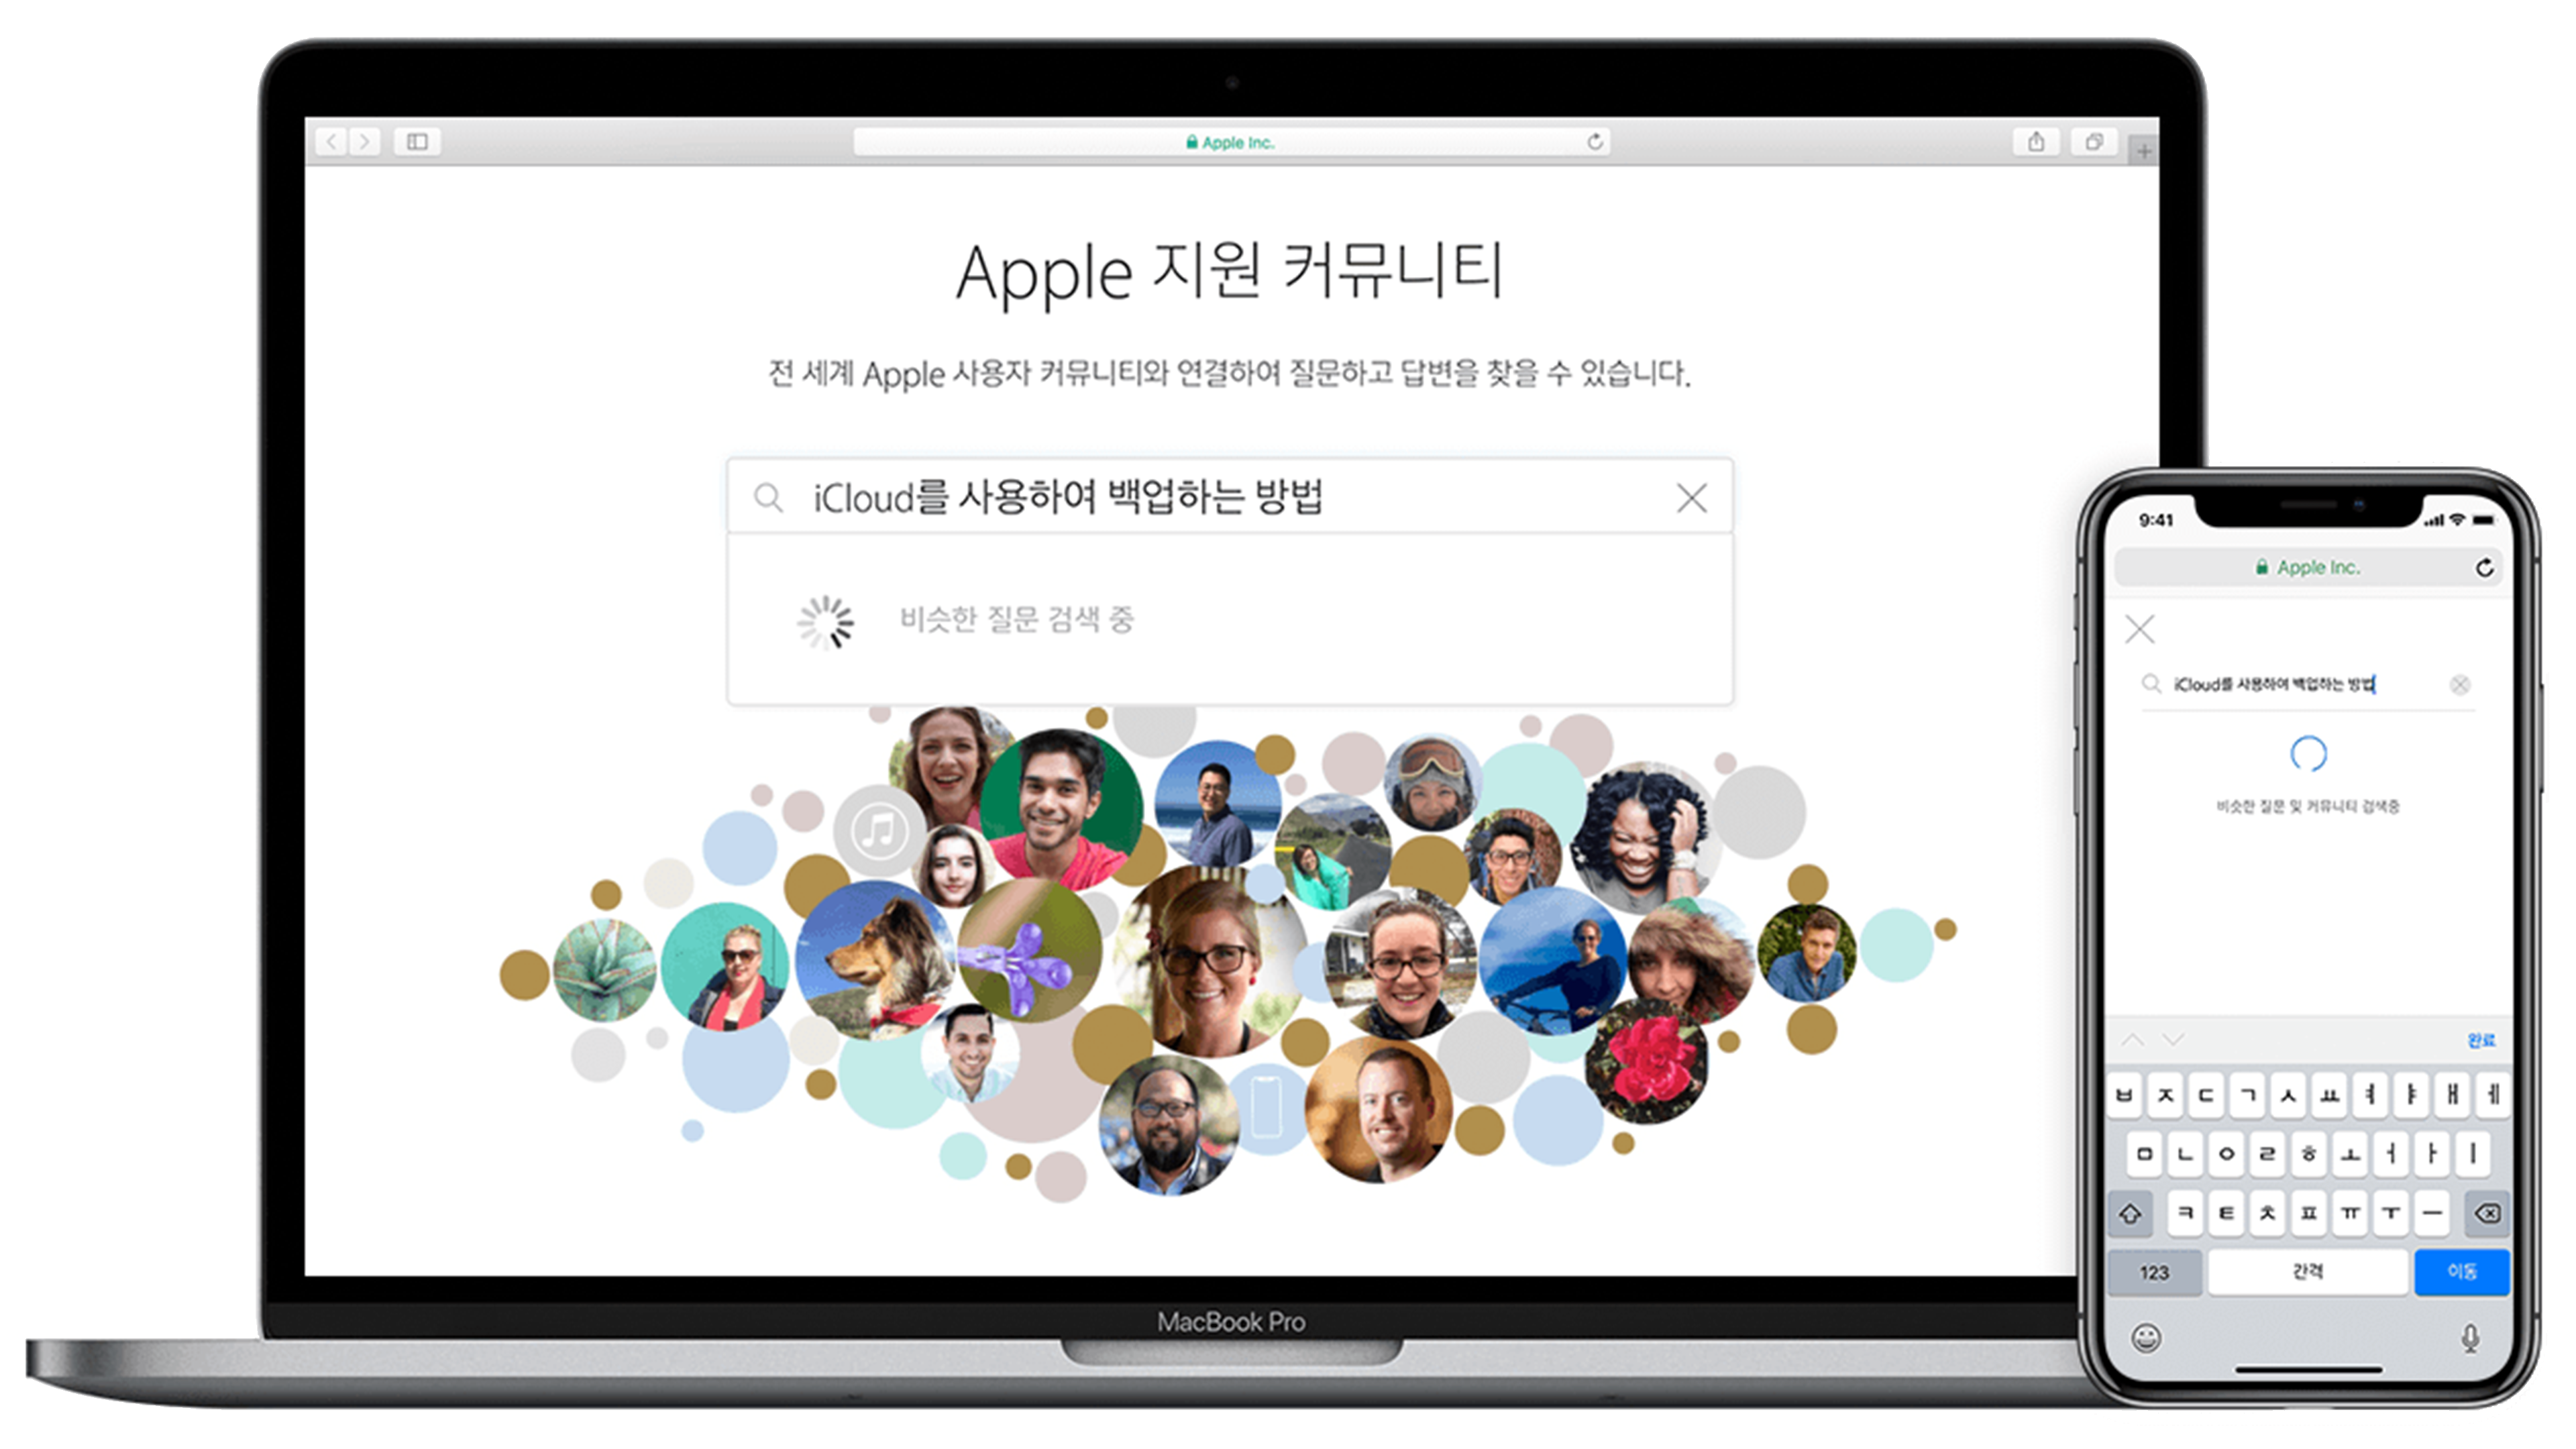 Apple Inc.
Apple 지원 커뮤니티
전 세계 Apple 사용자 커뮤니티와 연결하여 질문하고 답변을 찾을 수 있습니다.
iCloud를 사용하여 백업하는 방법
비슷한 질문 검색 중
MacBook Pro
9:41
Apple Inc.
iCloud를 사용하여 백업하는 방법
비슷한 질문 및 커뮤니티 검색중
완료
ㅂ ㅈ ㄷ ㄱ ㅅ ㅛ ㅕ ㅑ ㅐ ㅔ
ㅁ ㄴ ㅇ ㄹ ㅎ ㅗ ㅓ ㅏ ㅣ
ㅋ ㅌ ㅊ ㅍ ㅠ ㅜ ㅡ
123 간격 이동